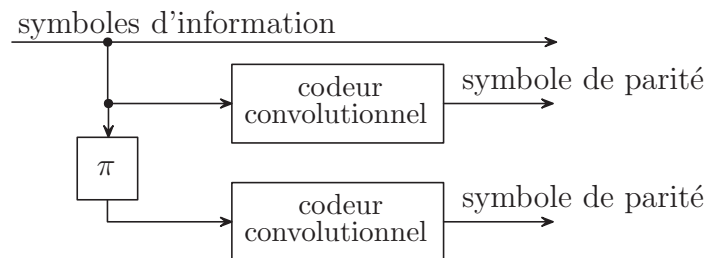 symboles d'information
symbole de parité
codeur
convolutionnel
π
symbole de parité
codeur
convolutionnel